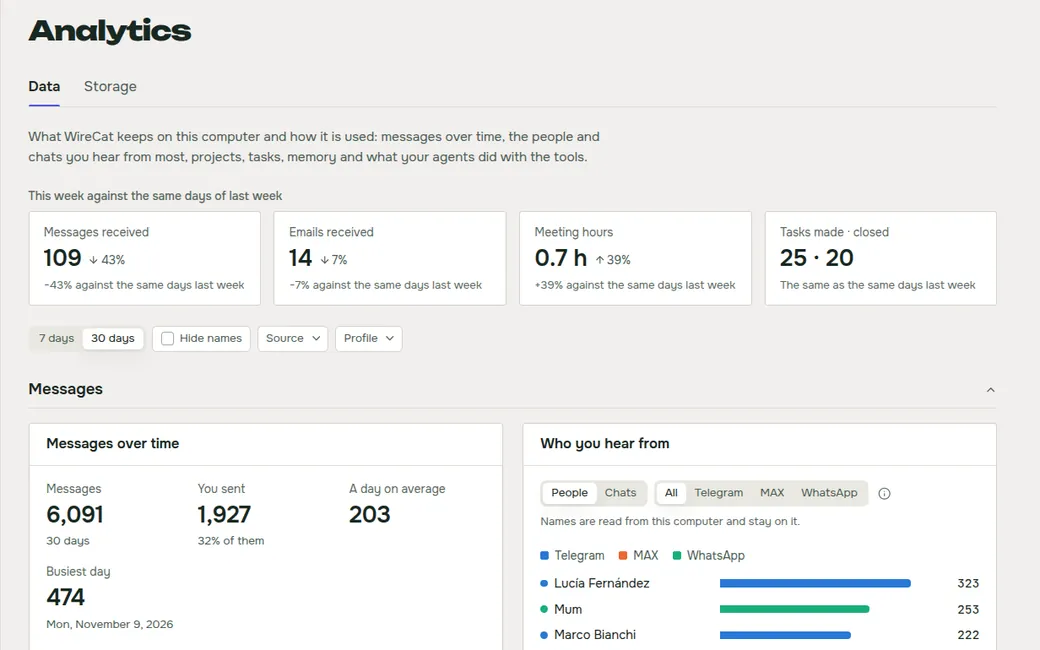 Analytics
Data Storage
What WireCat keeps on this computer and how it is used: messages over time, the people and
chats you hear from most, projects, tasks, memory and what your agents did with the tools.
This week against the same days of last week
Messages received
109 ↓ 43%
-43% against the same days last week
Emails received
14 ↓ 7%
-7% against the same days last week
Meeting hours
0.7 h ↑ 39%
+39% against the same days last week
Tasks made · closed
25 · 20
The same as the same days last week
7 days 30 days Hide names Source Profile
Messages
Messages over time
Messages
6,091
30 days
You sent
1,927
32% of them
A day on average
203
Busiest day
474
Mon, November 9, 2026
Who you hear from
People Chats All Telegram MAX WhatsApp
Names are read from this computer and stay on it.
Telegram MAX WhatsApp
Lucía Fernández 323
Mum 253
Marco Bianchi 222